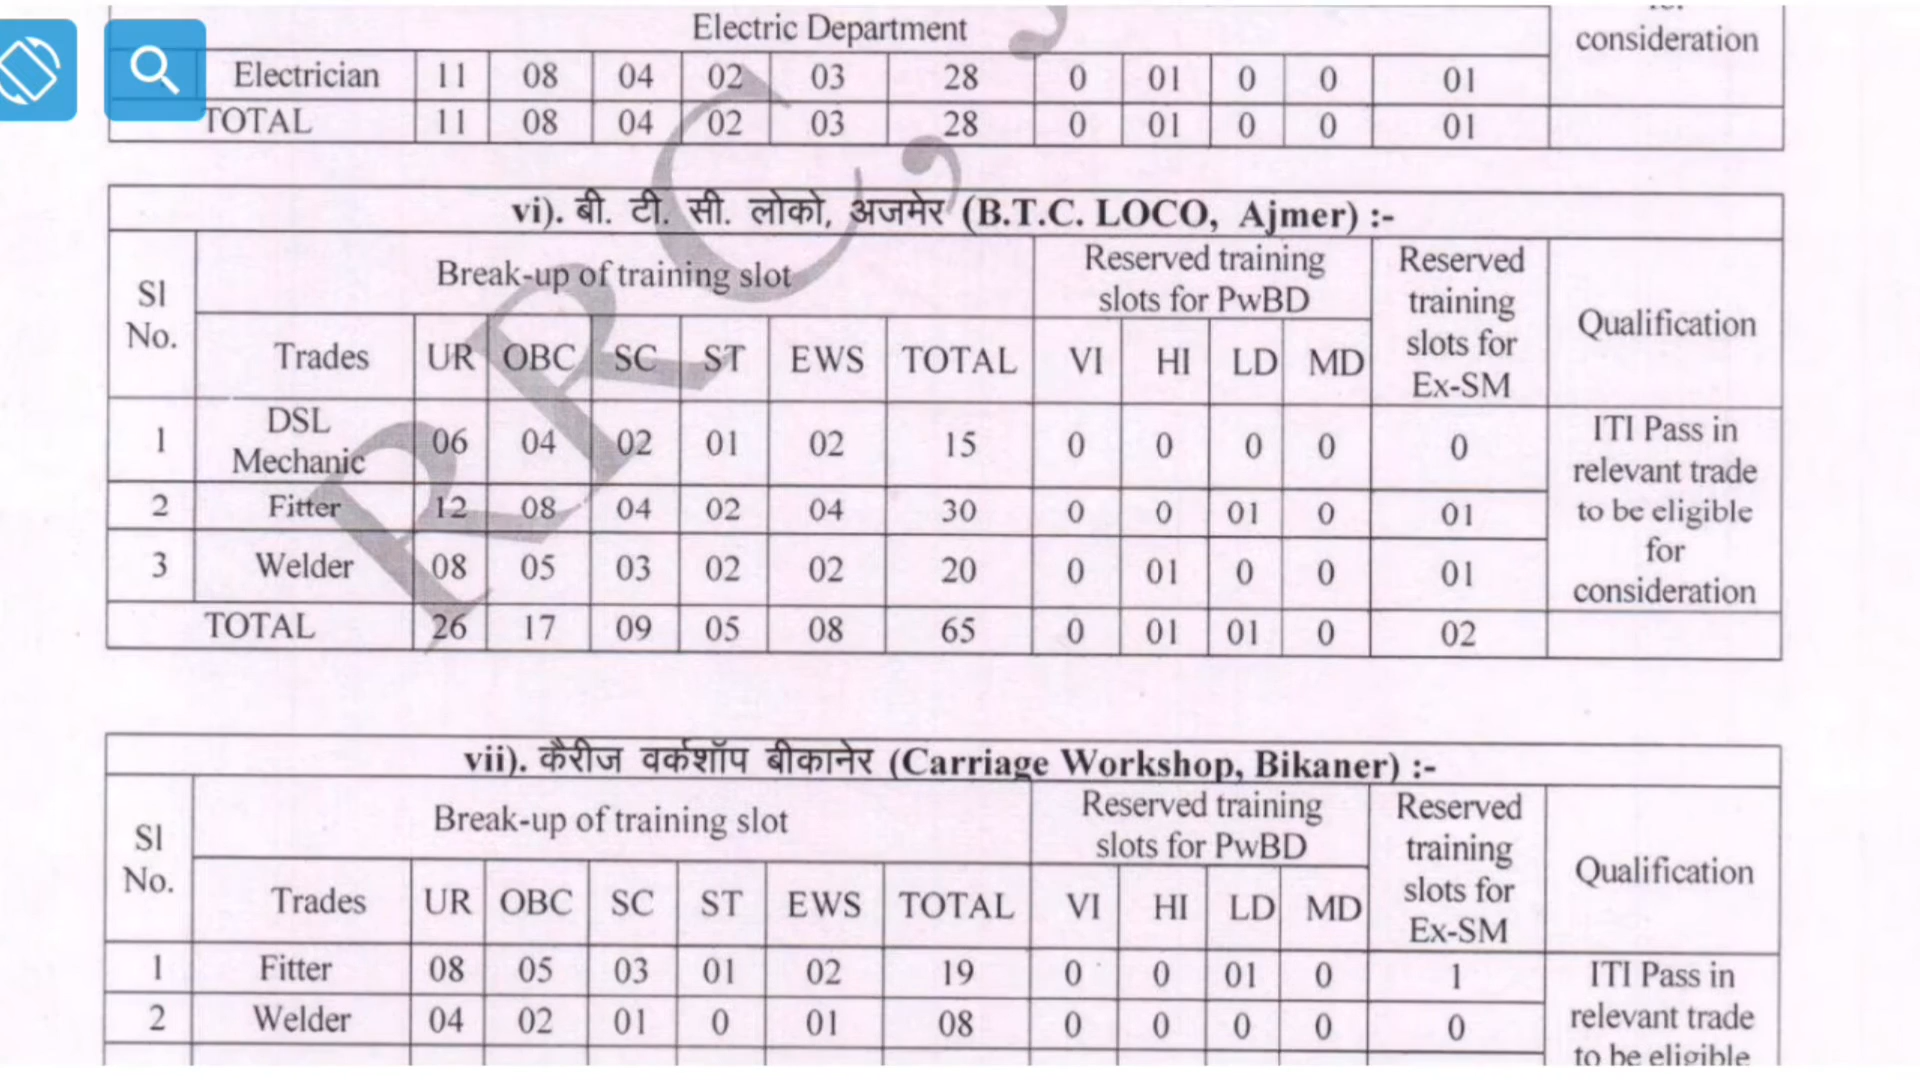 Electric Department
consideration
Electrician 11 08 04 02 03 28 0 01 0 0 01
TOTAL 11 08 04 02 03 28 0 01 0 0 01
vi). बी. टी. सी. लोको, अजमेर (B.T.C. LOCO, Ajmer) :-
Sl No. Break-up of training slot Reserved training slots for PwBD Reserved training slots for Ex-SM Qualification
Trades UR OBC SC ST EWS TOTAL VI HI LD MD
1 DSL Mechanic 06 04 02 01 02 15 0 0 0 0 0 ITI Pass in relevant trade to be eligible for consideration
2 Fitter 12 08 04 02 04 30 0 0 01 0 01
3 Welder 08 05 03 02 02 20 0 01 0 0 01
TOTAL 26 17 09 05 08 65 0 01 01 0 02
vii). कैरीज वर्कशॉप बीकानेर (Carriage Workshop, Bikaner) :-
Sl No. Break-up of training slot Reserved training slots for PwBD Reserved training slots for Ex-SM Qualification
Trades UR OBC SC ST EWS TOTAL VI HI LD MD
1 Fitter 08 05 03 01 02 19 0 0 01 0 1 ITI Pass in relevant trade to be eligible
2 Welder 04 02 01 0 01 08 0 0 0 0 0
RRC,